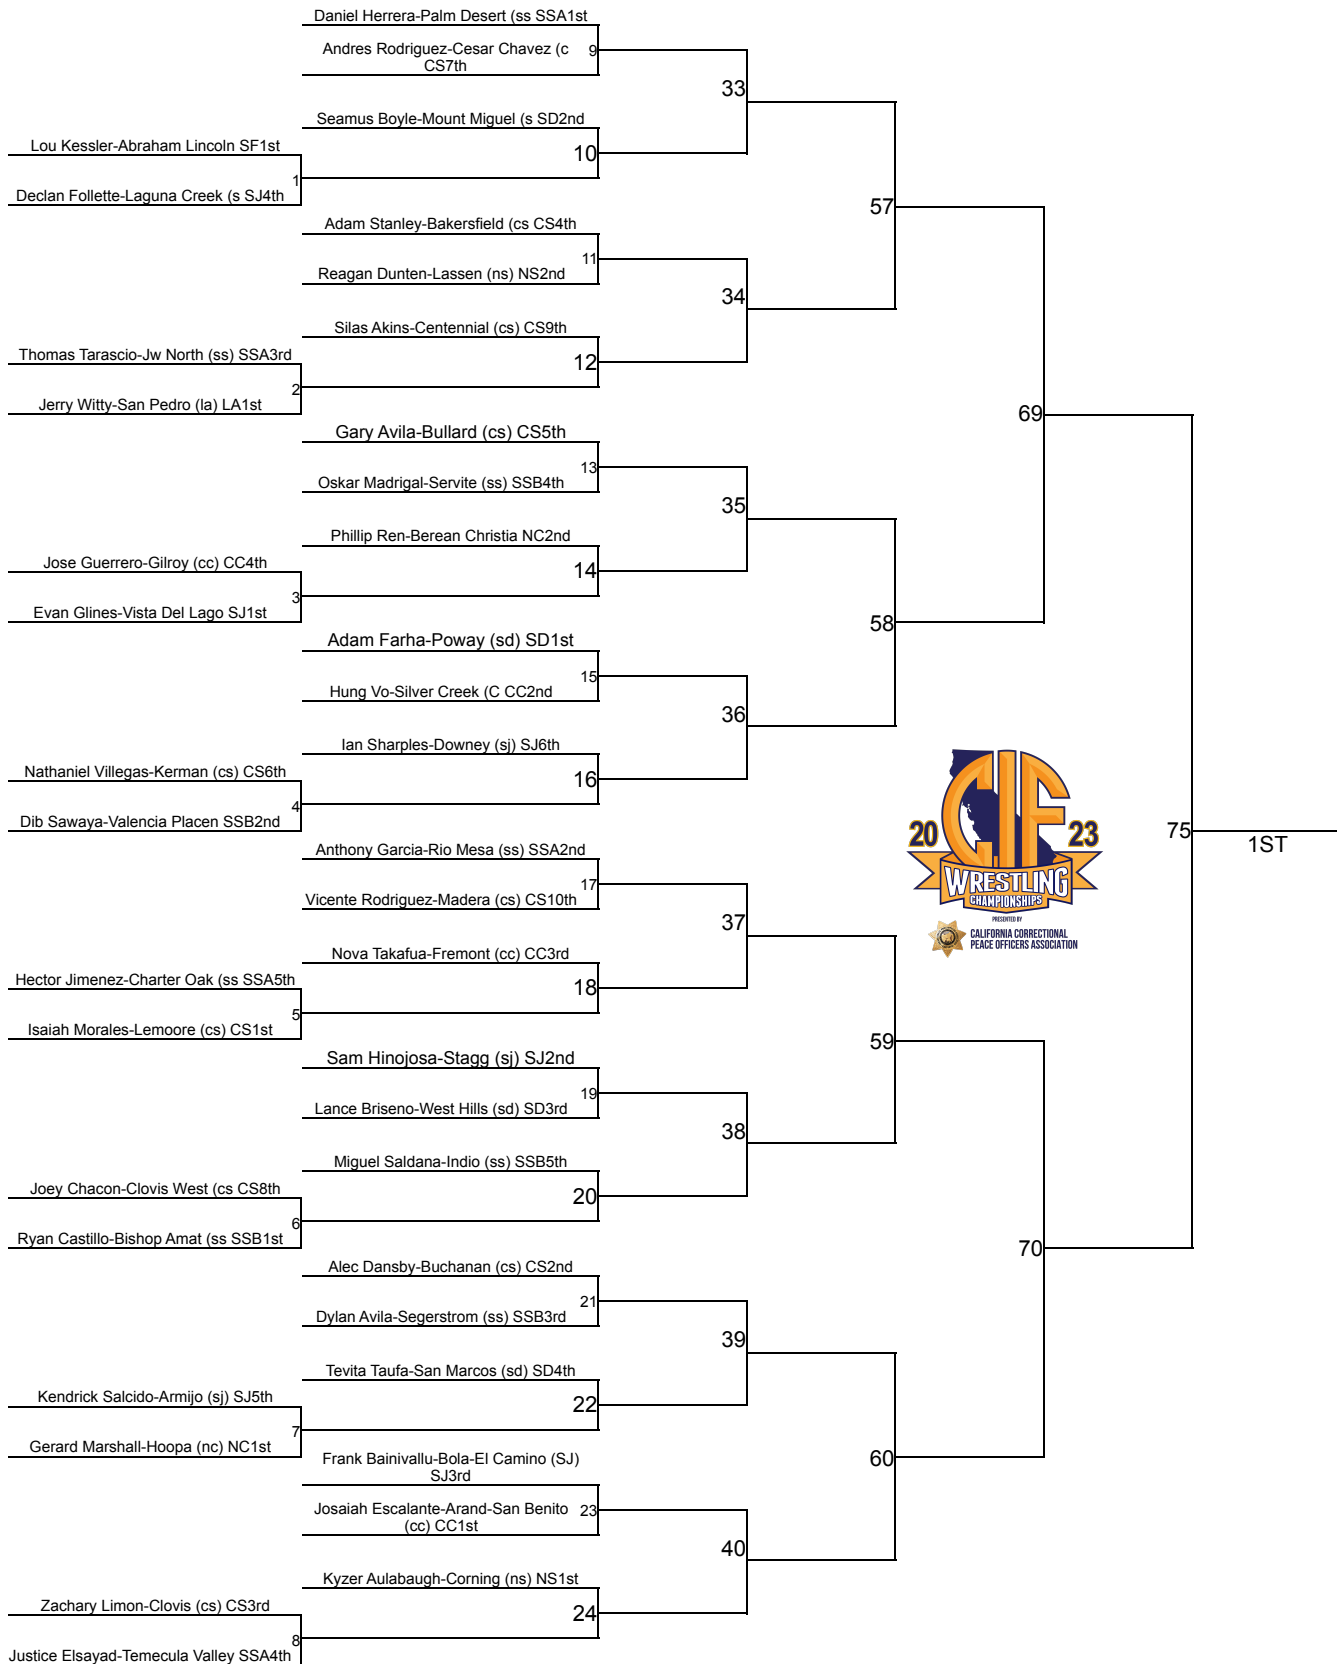 Daniel Herrera-Palm Desert (ss SSA1st
Andres Rodriguez-Cesar Chavez (c
CS7th
9
33
Seamus Boyle-Mount Miguel (s SD2nd
Lou Kessler-Abraham Lincoln SF1st
10
1
Declan Follette-Laguna Creek (s SJ4th
57
Adam Stanley-Bakersfield (cs CS4th
11
Reagan Dunten-Lassen (ns) NS2nd
34
Silas Akins-Centennial (cs) CS9th
Thomas Tarascio-Jw North (ss) SSA3rd
12
2
Jerry Witty-San Pedro (la) LA1st
69
Gary Avila-Bullard (cs) CS5th
13
Oskar Madrigal-Servite (ss) SSB4th
35
Phillip Ren-Berean Christia NC2nd
Jose Guerrero-Gilroy (cc) CC4th
14
3
Evan Glines-Vista Del Lago SJ1st
58
Adam Farha-Poway (sd) SD1st
15
Hung Vo-Silver Creek (C CC2nd
36
Ian Sharples-Downey (sj) SJ6th
Nathaniel Villegas-Kerman (cs) CS6th
16
4
Dib Sawaya-Valencia Placen SSB2nd
CIF
20 23
WRESTLING
CHAMPIONSHIPS
PRESENTED BY
CALIFORNIA CORRECTIONAL
PEACE OFFICERS ASSOCIATION
75
1ST
Anthony Garcia-Rio Mesa (ss) SSA2nd
17
Vicente Rodriguez-Madera (cs) CS10th
37
Nova Takafua-Fremont (cc) CC3rd
Hector Jimenez-Charter Oak (ss SSA5th
18
5
Isaiah Morales-Lemoore (cs) CS1st
59
Sam Hinojosa-Stagg (sj) SJ2nd
19
Lance Briseno-West Hills (sd) SD3rd
38
Miguel Saldana-Indio (ss) SSB5th
Joey Chacon-Clovis West (cs CS8th
20
6
Ryan Castillo-Bishop Amat (ss SSB1st
70
Alec Dansby-Buchanan (cs) CS2nd
21
Dylan Avila-Segerstrom (ss) SSB3rd
39
Tevita Taufa-San Marcos (sd) SD4th
Kendrick Salcido-Armijo (sj) SJ5th
22
7
Gerard Marshall-Hoopa (nc) NC1st
60
Frank Bainivallu-Bola-El Camino (SJ)
SJ3rd
Josaiah Escalante-Arand-San Benito
(cc) CC1st
23
40
Kyzer Aulabaugh-Corning (ns) NS1st
Zachary Limon-Clovis (cs) CS3rd
24
8
Justice Elsayad-Temecula Valley SSA4th